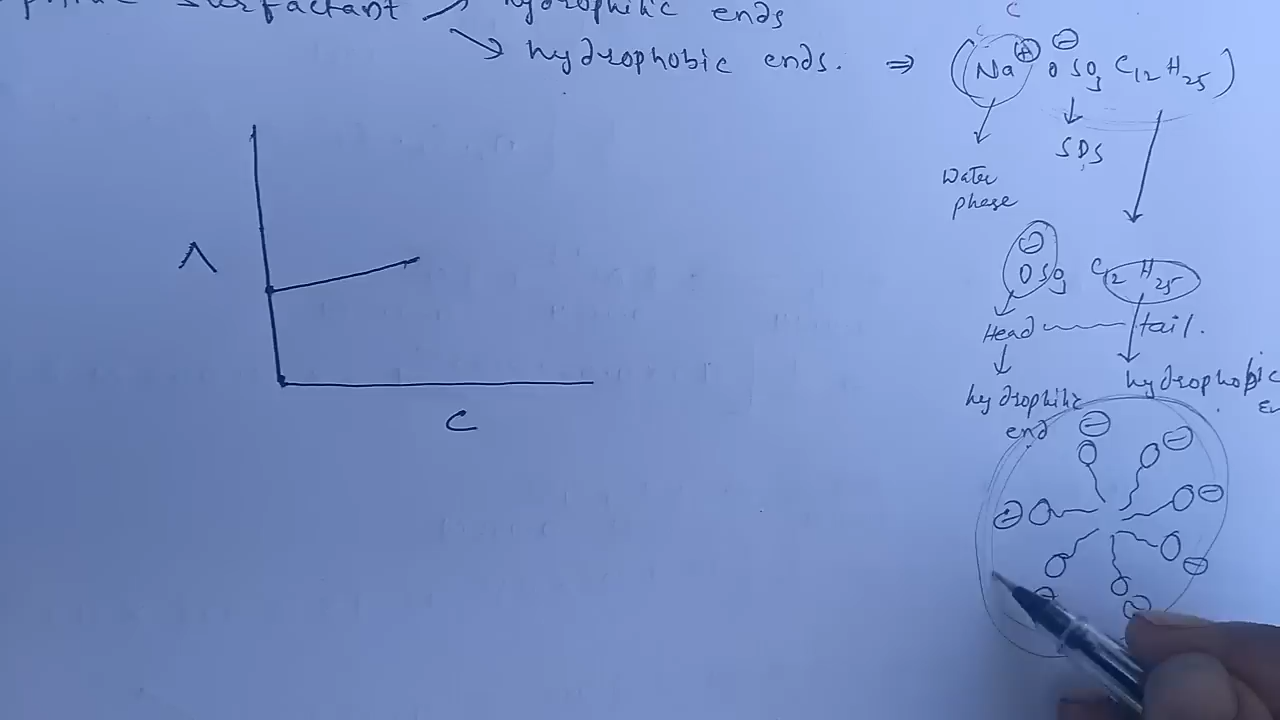 surfactant ↗ hydrophilic ends
↘ hydrophobic ends. ⇒ (Na⊕ ⊖OSO3 C12H25)
Water phase
SDS
Λ
C
⊖OSO3 C12H25
Head tail.
hydrophilic end
hydrophobic
⊖ ⊖ ⊖ ⊖ ⊖ ⊖